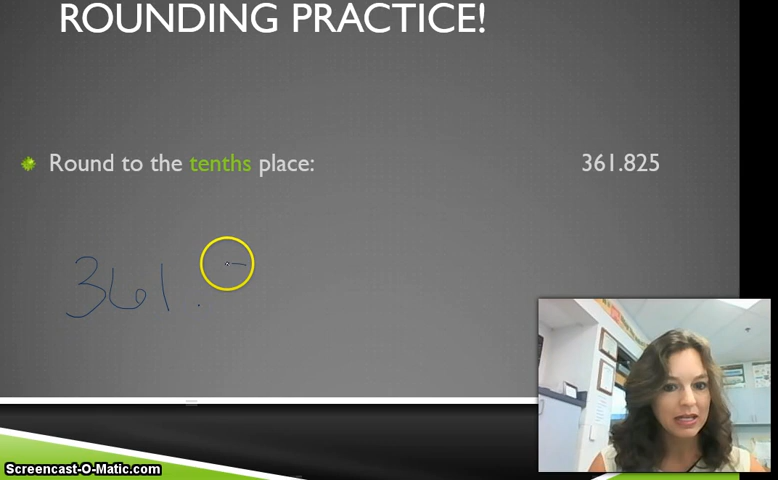 ROUNDING PRACTICE!
Round to the tenths place: 361.825
361.
Screencast-O-Matic.com